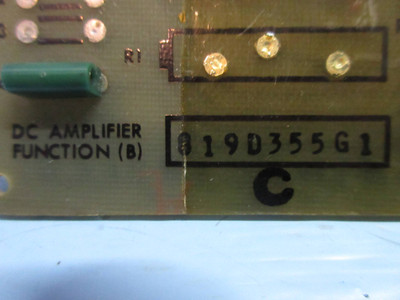 R1
DC AMPLIFIER
FUNCTION (B)
819D355G1
C